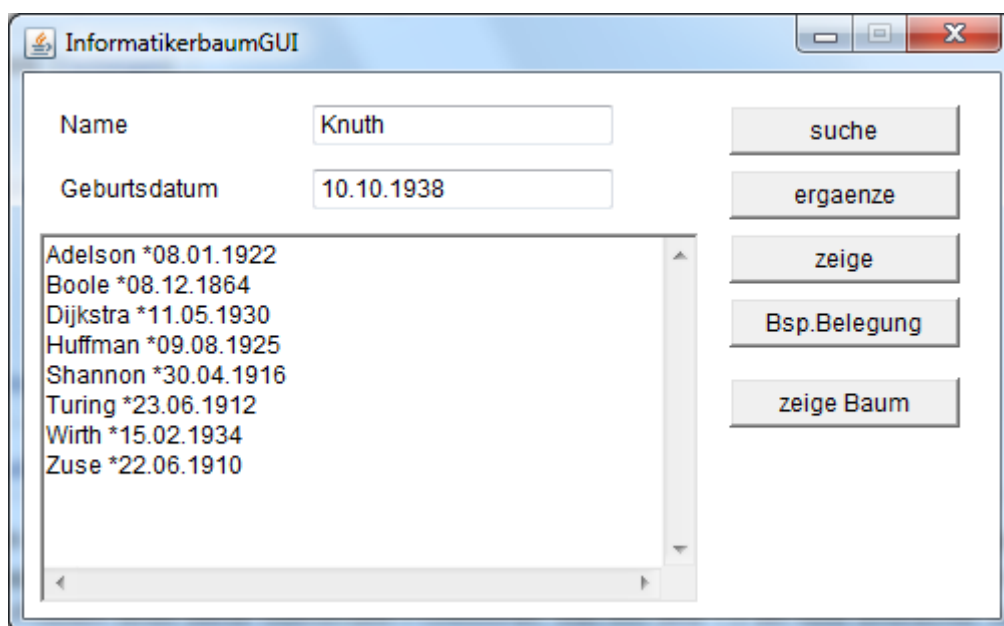 InformatikerbaumGUI
Name Knuth suche
Geburtsdatum 10.10.1938 ergaenze
Adelson *08.01.1922 zeige
Boole *08.12.1864
Dijkstra *11.05.1930 Bsp.Belegung
Huffman *09.08.1925
Shannon *30.04.1916
Turing *23.06.1912 zeige Baum
Wirth *15.02.1934
Zuse *22.06.1910